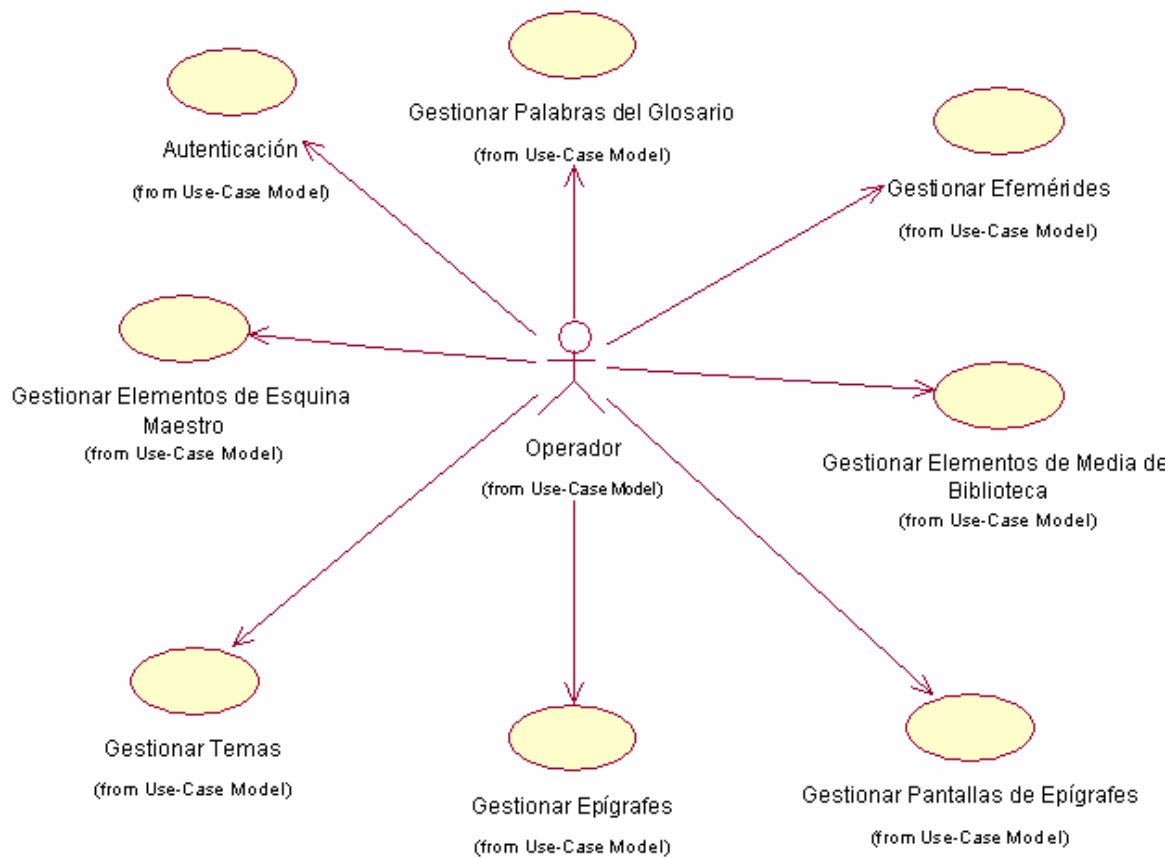 Gestionar Palabras del Glosario
(from Use-Case Model)
Autenticación
(from Use-Case Model)
Gestionar Efemérides
(from Use-Case Model)
Gestionar Elementos de Esquina
Maestro
(from Use-Case Model)
Operador
(from Use-Case Model)
Gestionar Elementos de Media de
Biblioteca
(from Use-Case Model)
Gestionar Temas
(from Use-Case Model)
Gestionar Epígrafes
(from Use-Case Model)
Gestionar Pantallas de Epígrafes
(from Use-Case Model)